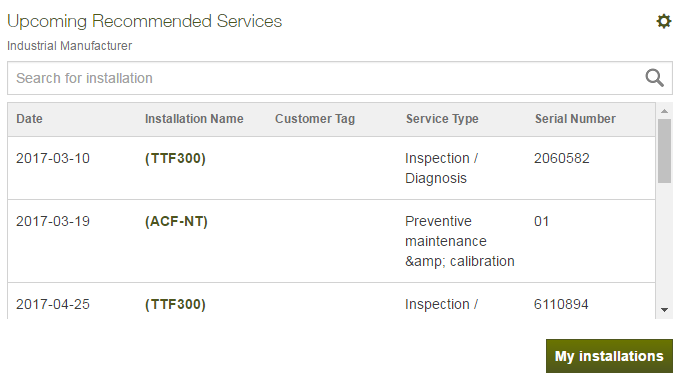 Upcoming Recommended Services
Industrial Manufacturer
Search for installation
Date Installation Name Customer Tag Service Type Serial Number
2017-03-10 (TTF300) Inspection / 2060582
Diagnosis
2017-03-19 (ACF-NT) Preventive 01
maintenance
&amp; calibration
2017-04-25 (TTF300) Inspection / 6110894
My installations